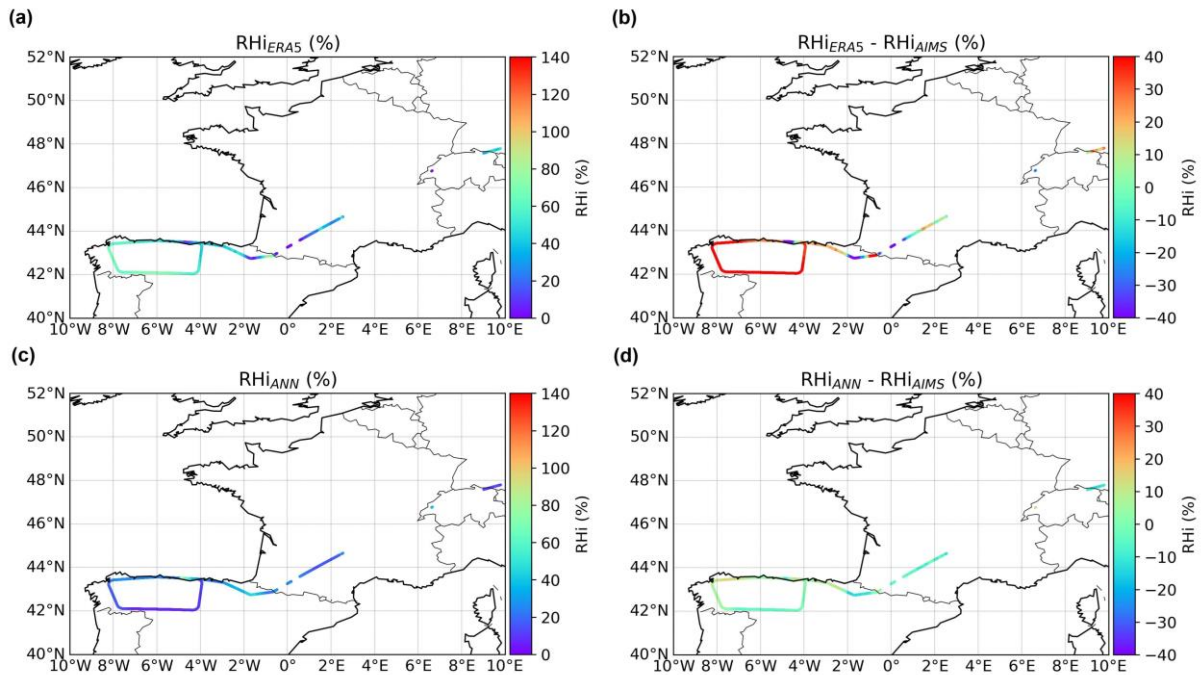 (a)
RHi_ERA5 (%)
52°N
50°N
48°N
46°N
44°N
42°N
40°N
10°W 8°W 6°W 4°W 2°W 0° 2°E 4°E 6°E 8°E 10°E
140
120
100
80
60
40
20
0
RHi (%)
(b)
RHi_ERA5 - RHi_AIMS (%)
52°N
50°N
48°N
46°N
44°N
42°N
40°N
10°W 8°W 6°W 4°W 2°W 0° 2°E 4°E 6°E 8°E 10°E
40
30
20
10
0
−10
−20
−30
−40
RHi (%)
(c)
RHi_ANN (%)
52°N
50°N
48°N
46°N
44°N
42°N
40°N
10°W 8°W 6°W 4°W 2°W 0° 2°E 4°E 6°E 8°E 10°E
140
120
100
80
60
40
20
0
RHi (%)
(d)
RHi_ANN - RHi_AIMS (%)
52°N
50°N
48°N
46°N
44°N
42°N
40°N
10°W 8°W 6°W 4°W 2°W 0° 2°E 4°E 6°E 8°E 10°E
40
30
20
10
0
−10
−20
−30
−40
RHi (%)